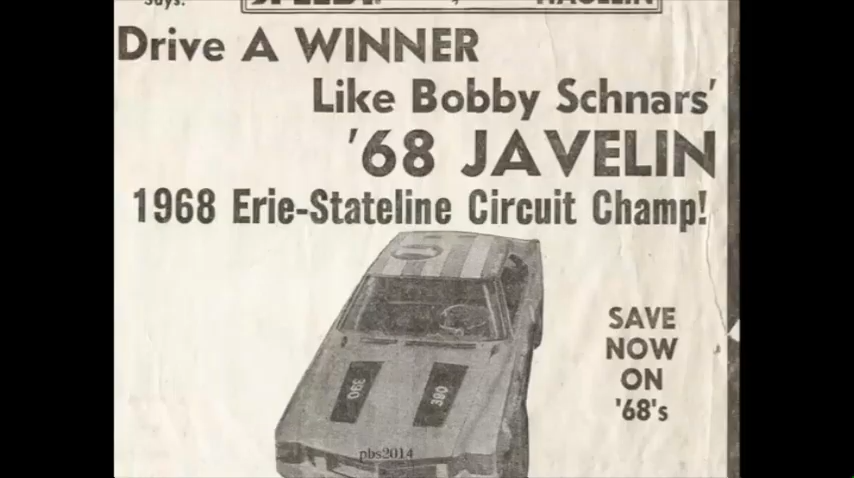 Says:
Drive A WINNER
Like Bobby Schnars'
'68 JAVELIN
1968 Erie-Stateline Circuit Champ!
SAVE
NOW
ON
'68's
390
390
pbs2014